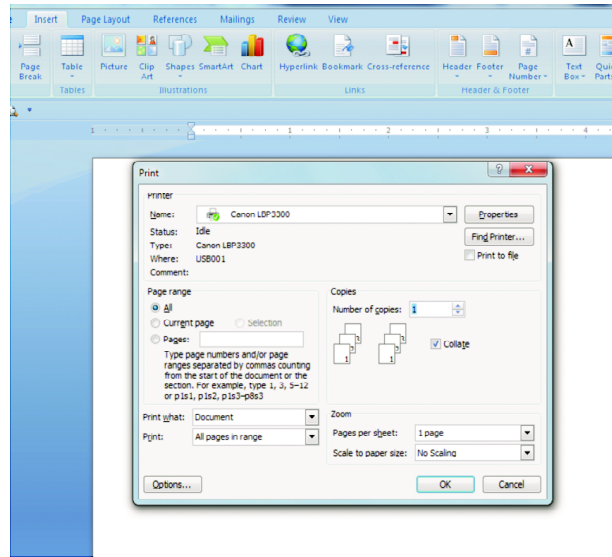 Insert Page Layout References Mailings Review View
Page Break Table Picture Clip Art Shapes SmartArt Chart Hyperlink Bookmark Cross-reference Header Footer Page Number Text Box
Tables Illustrations Links Header & Footer
1 1 2 3 4
Print
Printer
Name: Canon LBP3300 Properties
Status: Idle Find Printer...
Type: Canon LBP3300
Where: USB001 Print to file
Comment:
Page range
All
Current page Selection
Pages:
Type page numbers and/or page
ranges separated by commas counting
from the start of the document or the
section. For example, type 1, 3, 5–12
or p1s1, p1s2, p1s3–p8s3
Copies
Number of copies: 1
Collate
Print what: Document
Print: All pages in range
Zoom
Pages per sheet: 1 page
Scale to paper size: No Scaling
Options... OK Cancel